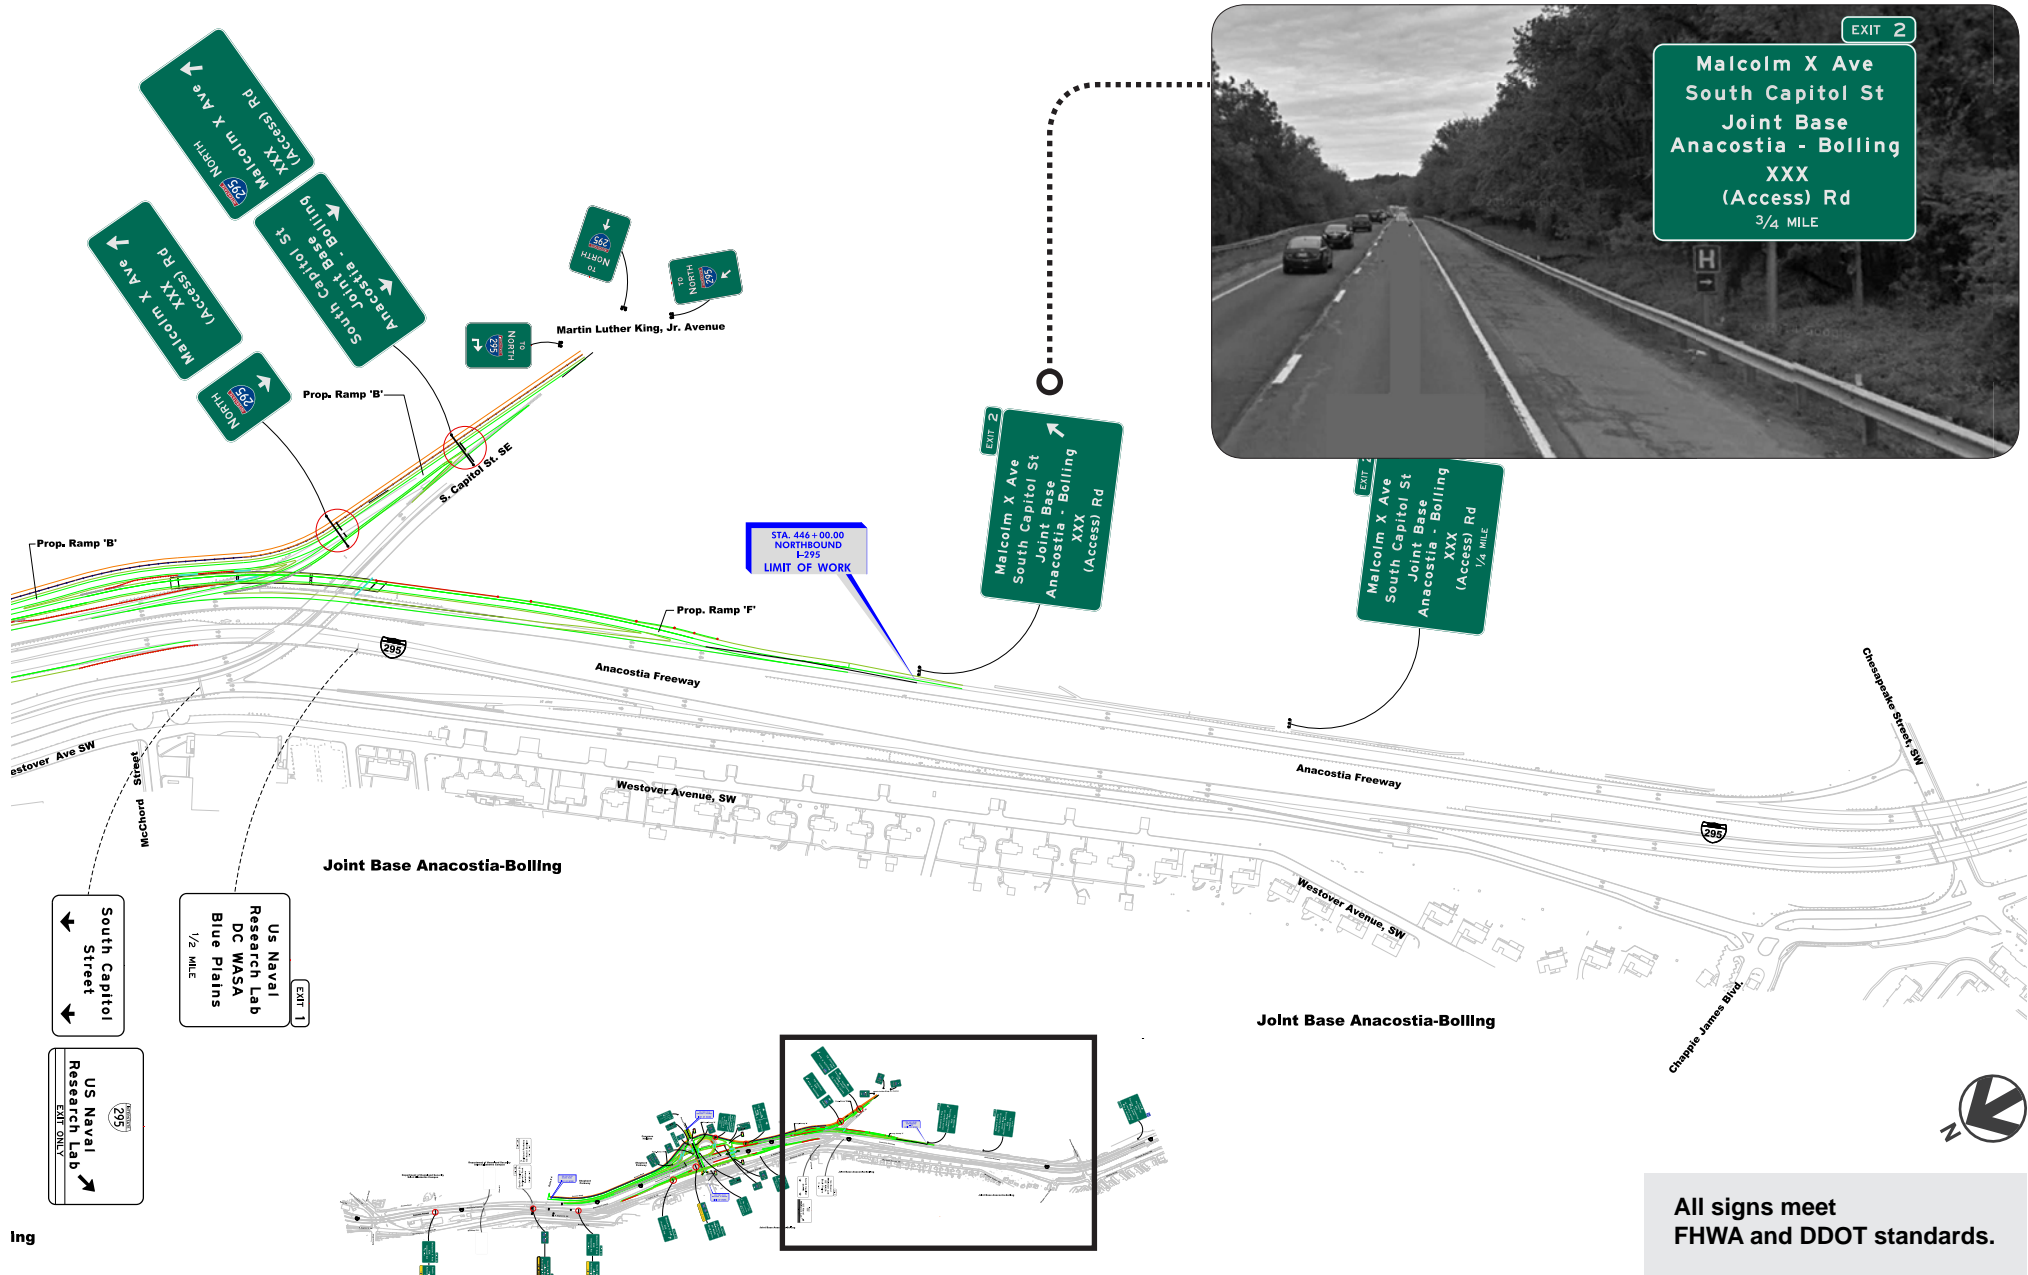 EXIT 2
Malcolm X Ave
South Capitol St
Joint Base
Anacostia - Bolling
XXX
(Access) Rd
3/4 MILE
H
NORTH
295
Malcolm X Ave
XXX
(Access) Rd
South Capitol St
Joint Base
Anacostia - Bolling
Malcolm X Ave
XXX
(Access) Rd
NORTH
295
TO
NORTH
295
TO
NORTH
295
TO
NORTH
295
Martin Luther King, Jr. Avenue
Prop. Ramp 'B'
S. Capitol St. SE
Prop. Ramp 'B'
STA. 446+00.00
NORTHBOUND
I-295
LIMIT OF WORK
Prop. Ramp 'F'
EXIT 2
Malcolm X Ave
South Capitol St
Joint Base
Anacostia - Bolling
XXX
(Access) Rd
EXIT
Malcolm X Ave
South Capitol St
Joint Base
Anacostia - Bolling
XXX
(Access) Rd
1/4 MILE
295
Anacostia Freeway
Anacostia Freeway
295
Chesapeake Street, SW
estover Ave SW
McChord Street
Westover Avenue, SW
Westover Avenue, SW
Chappie James Blvd.
Joint Base Anacostia-Bolling
Joint Base Anacostia-Bolling
South Capitol
Street
EXIT 1
Us Naval
Research Lab
DC WASA
Blue Plains
1/2 MILE
295
US Naval
Research Lab
EXIT ONLY
ing
N
All signs meet
FHWA and DDOT standards.